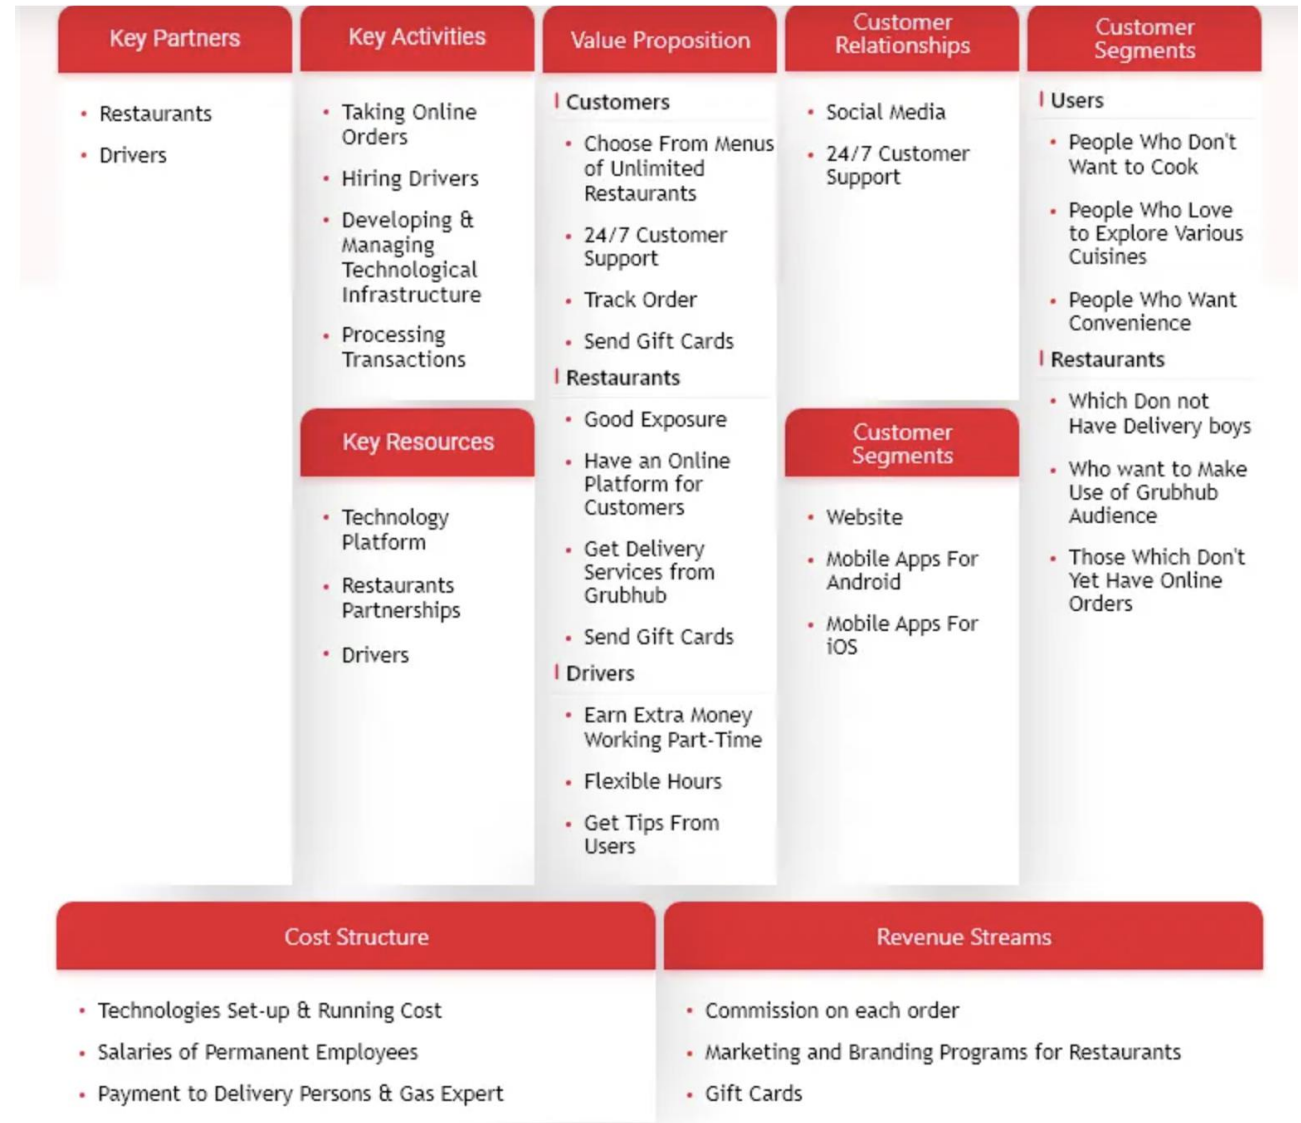 Key Partners
Restaurants
Drivers
Key Activities
Taking Online
Orders
Hiring Drivers
Developing &
Managing
Technological
Infrastructure
Processing
Transactions
Key Resources
Technology
Platform
Restaurants
Partnerships
Drivers
Value Proposition
Customers
Choose From Menus
of Unlimited
Restaurants
24/7 Customer
Support
Track Order
Send Gift Cards
Restaurants
Good Exposure
Have an Online
Platform for
Customers
Get Delivery
Services from
Grubhub
Send Gift Cards
Drivers
Earn Extra Money
Working Part-Time
Flexible Hours
Get Tips From
Users
Customer
Relationships
Social Media
24/7 Customer
Support
Customer
Segments
Website
Mobile Apps For
Android
Mobile Apps For
iOS
Customer
Segments
Users
People Who Don't
Want to Cook
People Who Love
to Explore Various
Cuisines
People Who Want
Convenience
Restaurants
Which Don not
Have Delivery boys
Who want to Make
Use of Grubhub
Audience
Those Which Don't
Yet Have Online
Orders
Cost Structure
Technologies Set-up & Running Cost
Salaries of Permanent Employees
Payment to Delivery Persons & Gas Expert
Revenue Streams
Commission on each order
Marketing and Branding Programs for Restaurants
Gift Cards